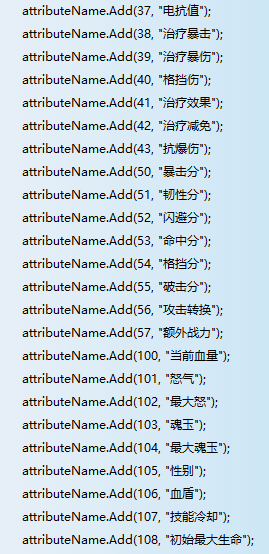 attributeName.Add(37, "电抗值");
attributeName.Add(38, "治疗暴击");
attributeName.Add(39, "治疗暴伤");
attributeName.Add(40, "格挡伤");
attributeName.Add(41, "治疗效果");
attributeName.Add(42, "治疗减免");
attributeName.Add(43, "抗爆伤");
attributeName.Add(50, "暴击分");
attributeName.Add(51, "韧性分");
attributeName.Add(52, "闪避分");
attributeName.Add(53, "命中分");
attributeName.Add(54, "格挡分");
attributeName.Add(55, "破击分");
attributeName.Add(56, "攻击转换");
attributeName.Add(57, "额外战力");
attributeName.Add(100, "当前血量");
attributeName.Add(101, "怒气");
attributeName.Add(102, "最大怒");
attributeName.Add(103, "魂玉");
attributeName.Add(104, "最大魂玉");
attributeName.Add(105, "性别");
attributeName.Add(106, "血盾");
attributeName.Add(107, "技能冷却");
attributeName.Add(108, "初始最大生命");